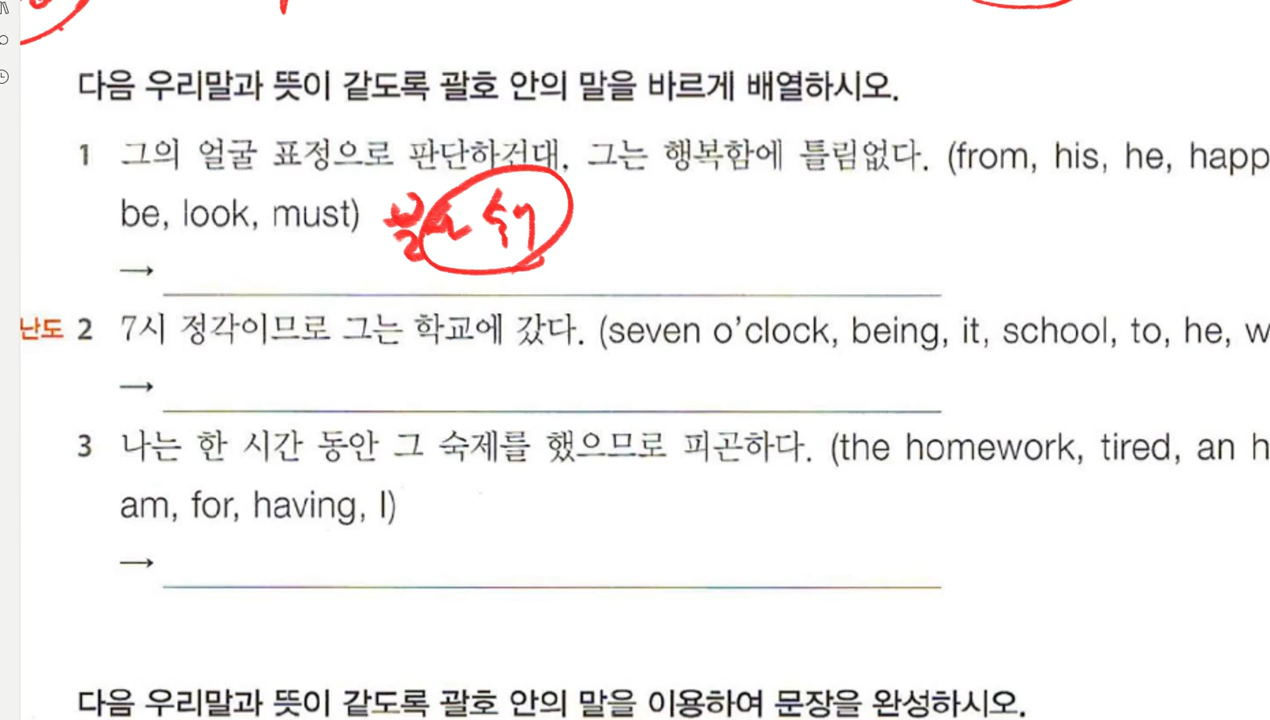 다음 우리말과 뜻이 같도록 괄호 안의 말을 바르게 배열하시오.
1 그의 얼굴 표정으로 판단하건대, 그는 행복함에 틀림없다. (from, his, he, happ
be, look, must)
→
난도 2 7시 정각이므로 그는 학교에 갔다. (seven o'clock, being, it, school, to, he, w
→
3 나는 한 시간 동안 그 숙제를 했으므로 피곤하다. (the homework, tired, an h
am, for, having, I)
→
다음 우리말과 뜻이 같도록 괄호 안의 말을 이용하여 문장을 완성하시오.